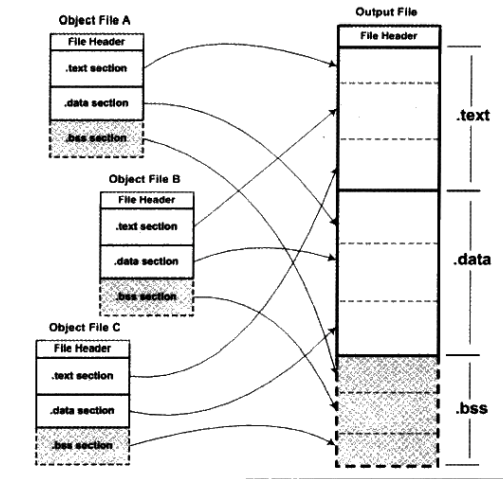 Object File A
File Header
.text section
.data section
.bss section
Object File B
File Header
.text section
.data section
.bss section
Object File C
File Header
.text section
.data section
.bss section
Output File
File Header
.text
.data
.bss